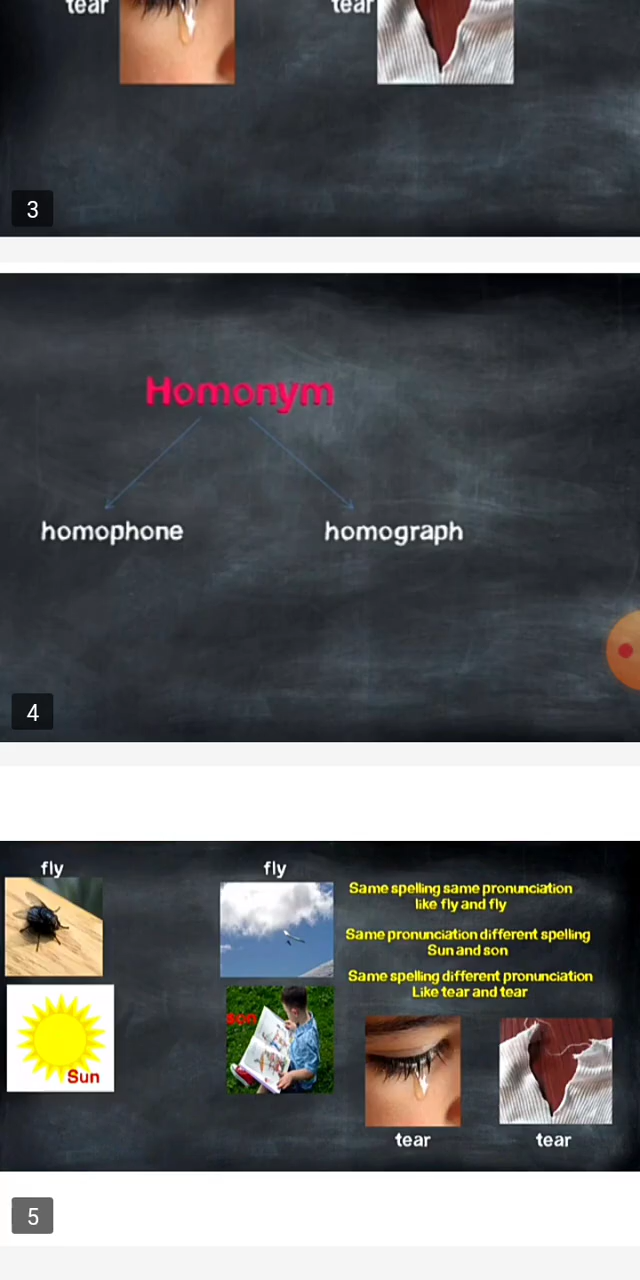 tear
tear
3
Homonym
homophone
homograph
4
fly
fly
Same spelling same pronunciation
like fly and fly
Same pronunciation different spelling
Sun and son
Same spelling different pronunciation
Like tear and tear
Sun
son
tear
tear
5